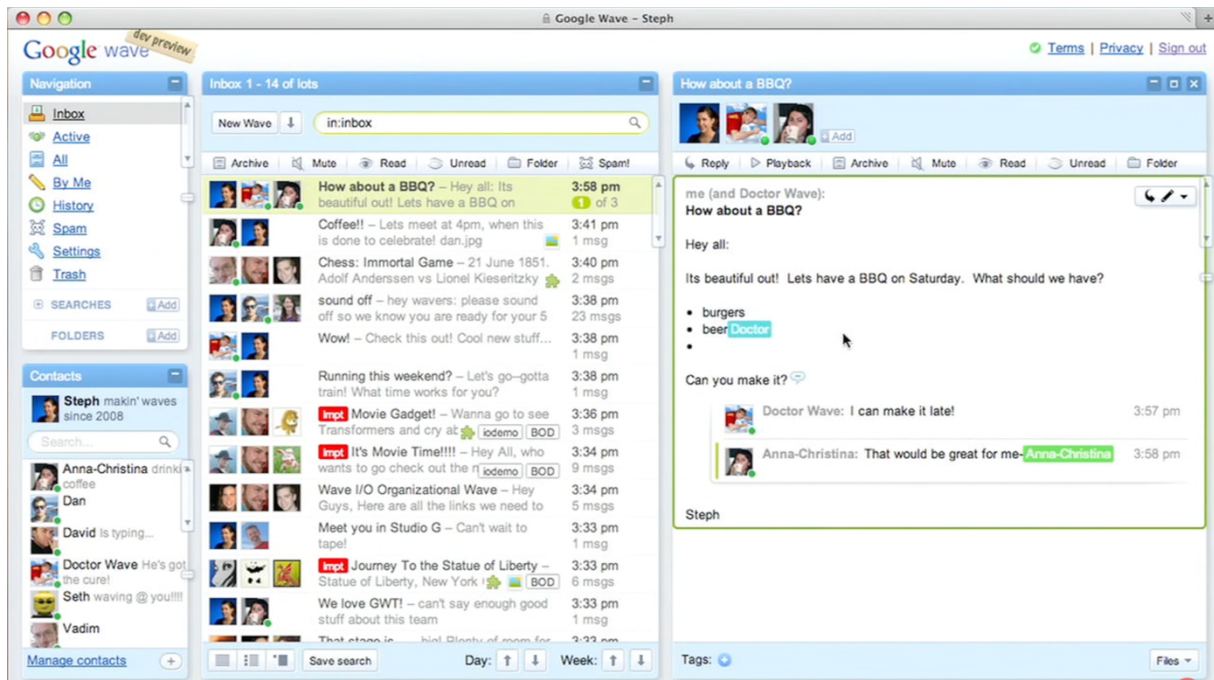 Google Wave – Steph
Google wave
dev preview
Terms | Privacy | Sign out
Navigation
Inbox
Active
All
By Me
History
Spam
Settings
Trash
SEARCHES Add
FOLDERS Add
Contacts
Steph makin' waves
since 2008
Search...
Anna-Christina drinki
coffee
Dan
David Is typing...
Doctor Wave He's got
the cure!
Seth waving @ you!!!!
Vadim
Manage contacts
Inbox 1 - 14 of lots
New Wave in:inbox
Archive Mute Read Unread Folder Spam!
How about a BBQ? – Hey all: Its 3:58 pm
beautiful out! Lets have a BBQ on 1 of 3
Coffee!! – Lets meet at 4pm, when this 3:41 pm
is done to celebrate! dan.jpg 1 msg
Chess: Immortal Game – 21 June 1851. 3:40 pm
Adolf Anderssen vs Lionel Kieseritzky 2 msgs
sound off – hey wavers: please sound 3:38 pm
off so we know you are ready for your 5 23 msgs
Wow! – Check this out! Cool new stuff... 3:38 pm
1 msg
Running this weekend? – Let's go–gotta 3:38 pm
train! What time works for you? 1 msg
impt Movie Gadget! – Wanna go to see 3:36 pm
Transformers and cry ab iodemo BOD 3 msgs
impt It's Movie Time!!!! – Hey All, who 3:34 pm
wants to go check out the n iodemo BOD 9 msgs
Wave I/O Organizational Wave – Hey 3:34 pm
Guys, Here are all the links we need to 5 msgs
Meet you in Studio G – Can't wait to 3:33 pm
tape! 1 msg
impt Journey To the Statue of Liberty – 3:33 pm
Statue of Liberty, New York BOD 6 msgs
We love GWT! – can't say enough good 3:33 pm
stuff about this team 1 msg
That stage is big! Plenty of room for 3:33 pm
Save search Day: Week:
How about a BBQ?
Add
Reply Playback Archive Mute Read Unread Folder
me (and Doctor Wave):
How about a BBQ?
Hey all:
Its beautiful out! Lets have a BBQ on Saturday. What should we have?
• burgers
• beer Doctor
•
Can you make it?
Doctor Wave: I can make it late! 3:57 pm
Anna-Christina: That would be great for me- Anna-Christina 3:58 pm
Steph
Tags: Files